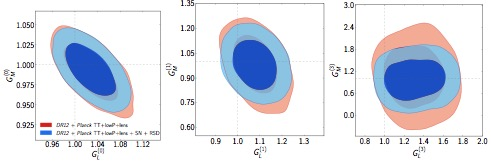 1.050
1.025
1.000
0.975
0.950
0.925
G_M^(0)
DR12 + Planck TT+lowP+lens
DR12 + Planck TT+lowP+lens + SN + RSD
0.96 1.00 1.04 1.08 1.12
G_L^(0)
1.35
1.20
1.05
0.90
0.75
0.60
G_M^(1)
0.9 1.0 1.1 1.2 1.3
G_L^(1)
3.0
2.4
1.8
1.2
0.6
0.0
G_M^(3)
0.8 1.0 1.2 1.4 1.6 1.8 2.0
G_L^(3)